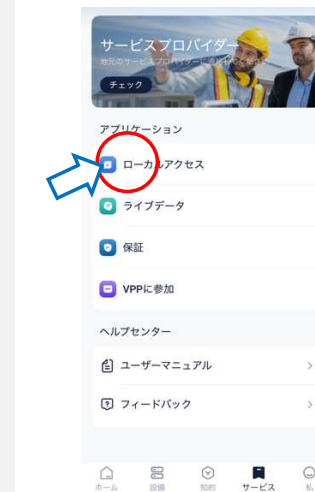 サービスプロバイダー
チェック
アプリケーション
ローカルアクセス
ライブデータ
保証
VPPに参加
ヘルプセンター
ユーザーマニュアル
フィードバック
ホーム
設備
知的
サービス
私